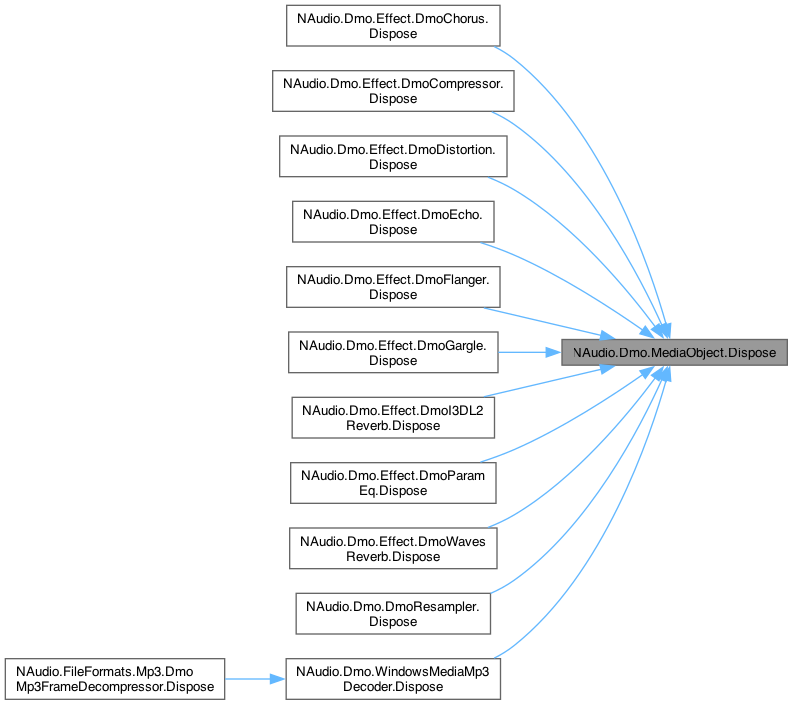 NAudio.Dmo.Effect.DmoChorus.
Dispose
NAudio.Dmo.Effect.DmoCompressor.
Dispose
NAudio.Dmo.Effect.DmoDistortion.
Dispose
NAudio.Dmo.Effect.DmoEcho.
Dispose
NAudio.Dmo.Effect.DmoFlanger.
Dispose
NAudio.Dmo.Effect.DmoGargle.
Dispose
NAudio.Dmo.MediaObject.Dispose
NAudio.Dmo.Effect.DmoI3DL2
Reverb.Dispose
NAudio.Dmo.Effect.DmoParam
Eq.Dispose
NAudio.Dmo.Effect.DmoWaves
Reverb.Dispose
NAudio.Dmo.DmoResampler.
Dispose
NAudio.FileFormats.Mp3.Dmo
Mp3FrameDecompressor.Dispose
NAudio.Dmo.WindowsMediaMp3
Decoder.Dispose